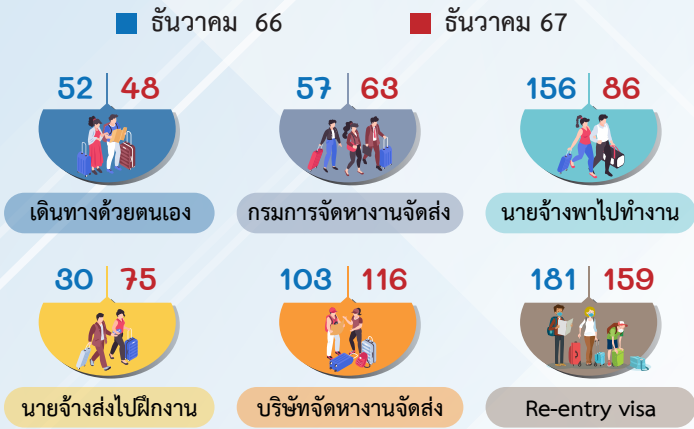 ธันวาคม 66 ธันวาคม 67
52 48 57 63 156 86
เดินทางด้วยตนเอง กรมการจัดหางานจัดส่ง นายจ้างพาไปทำงาน
30 75 103 116 181 159
นายจ้างส่งไปฝึกงาน บริษัทจัดหางานจัดส่ง Re-entry visa